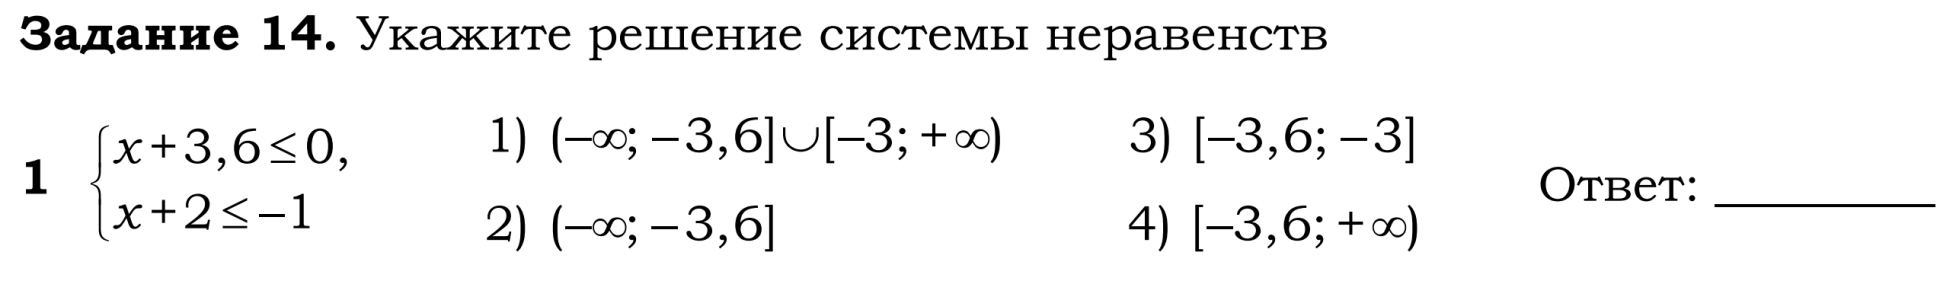 Задание 14. Укажите решение системы неравенств
1 { x+3,6≤0, x+2≤–1
1) (–∞; –3,6]∪[–3; +∞)
2) (–∞; –3,6]
3) [–3,6; –3]
4) [–3,6; +∞)
Ответ: ________